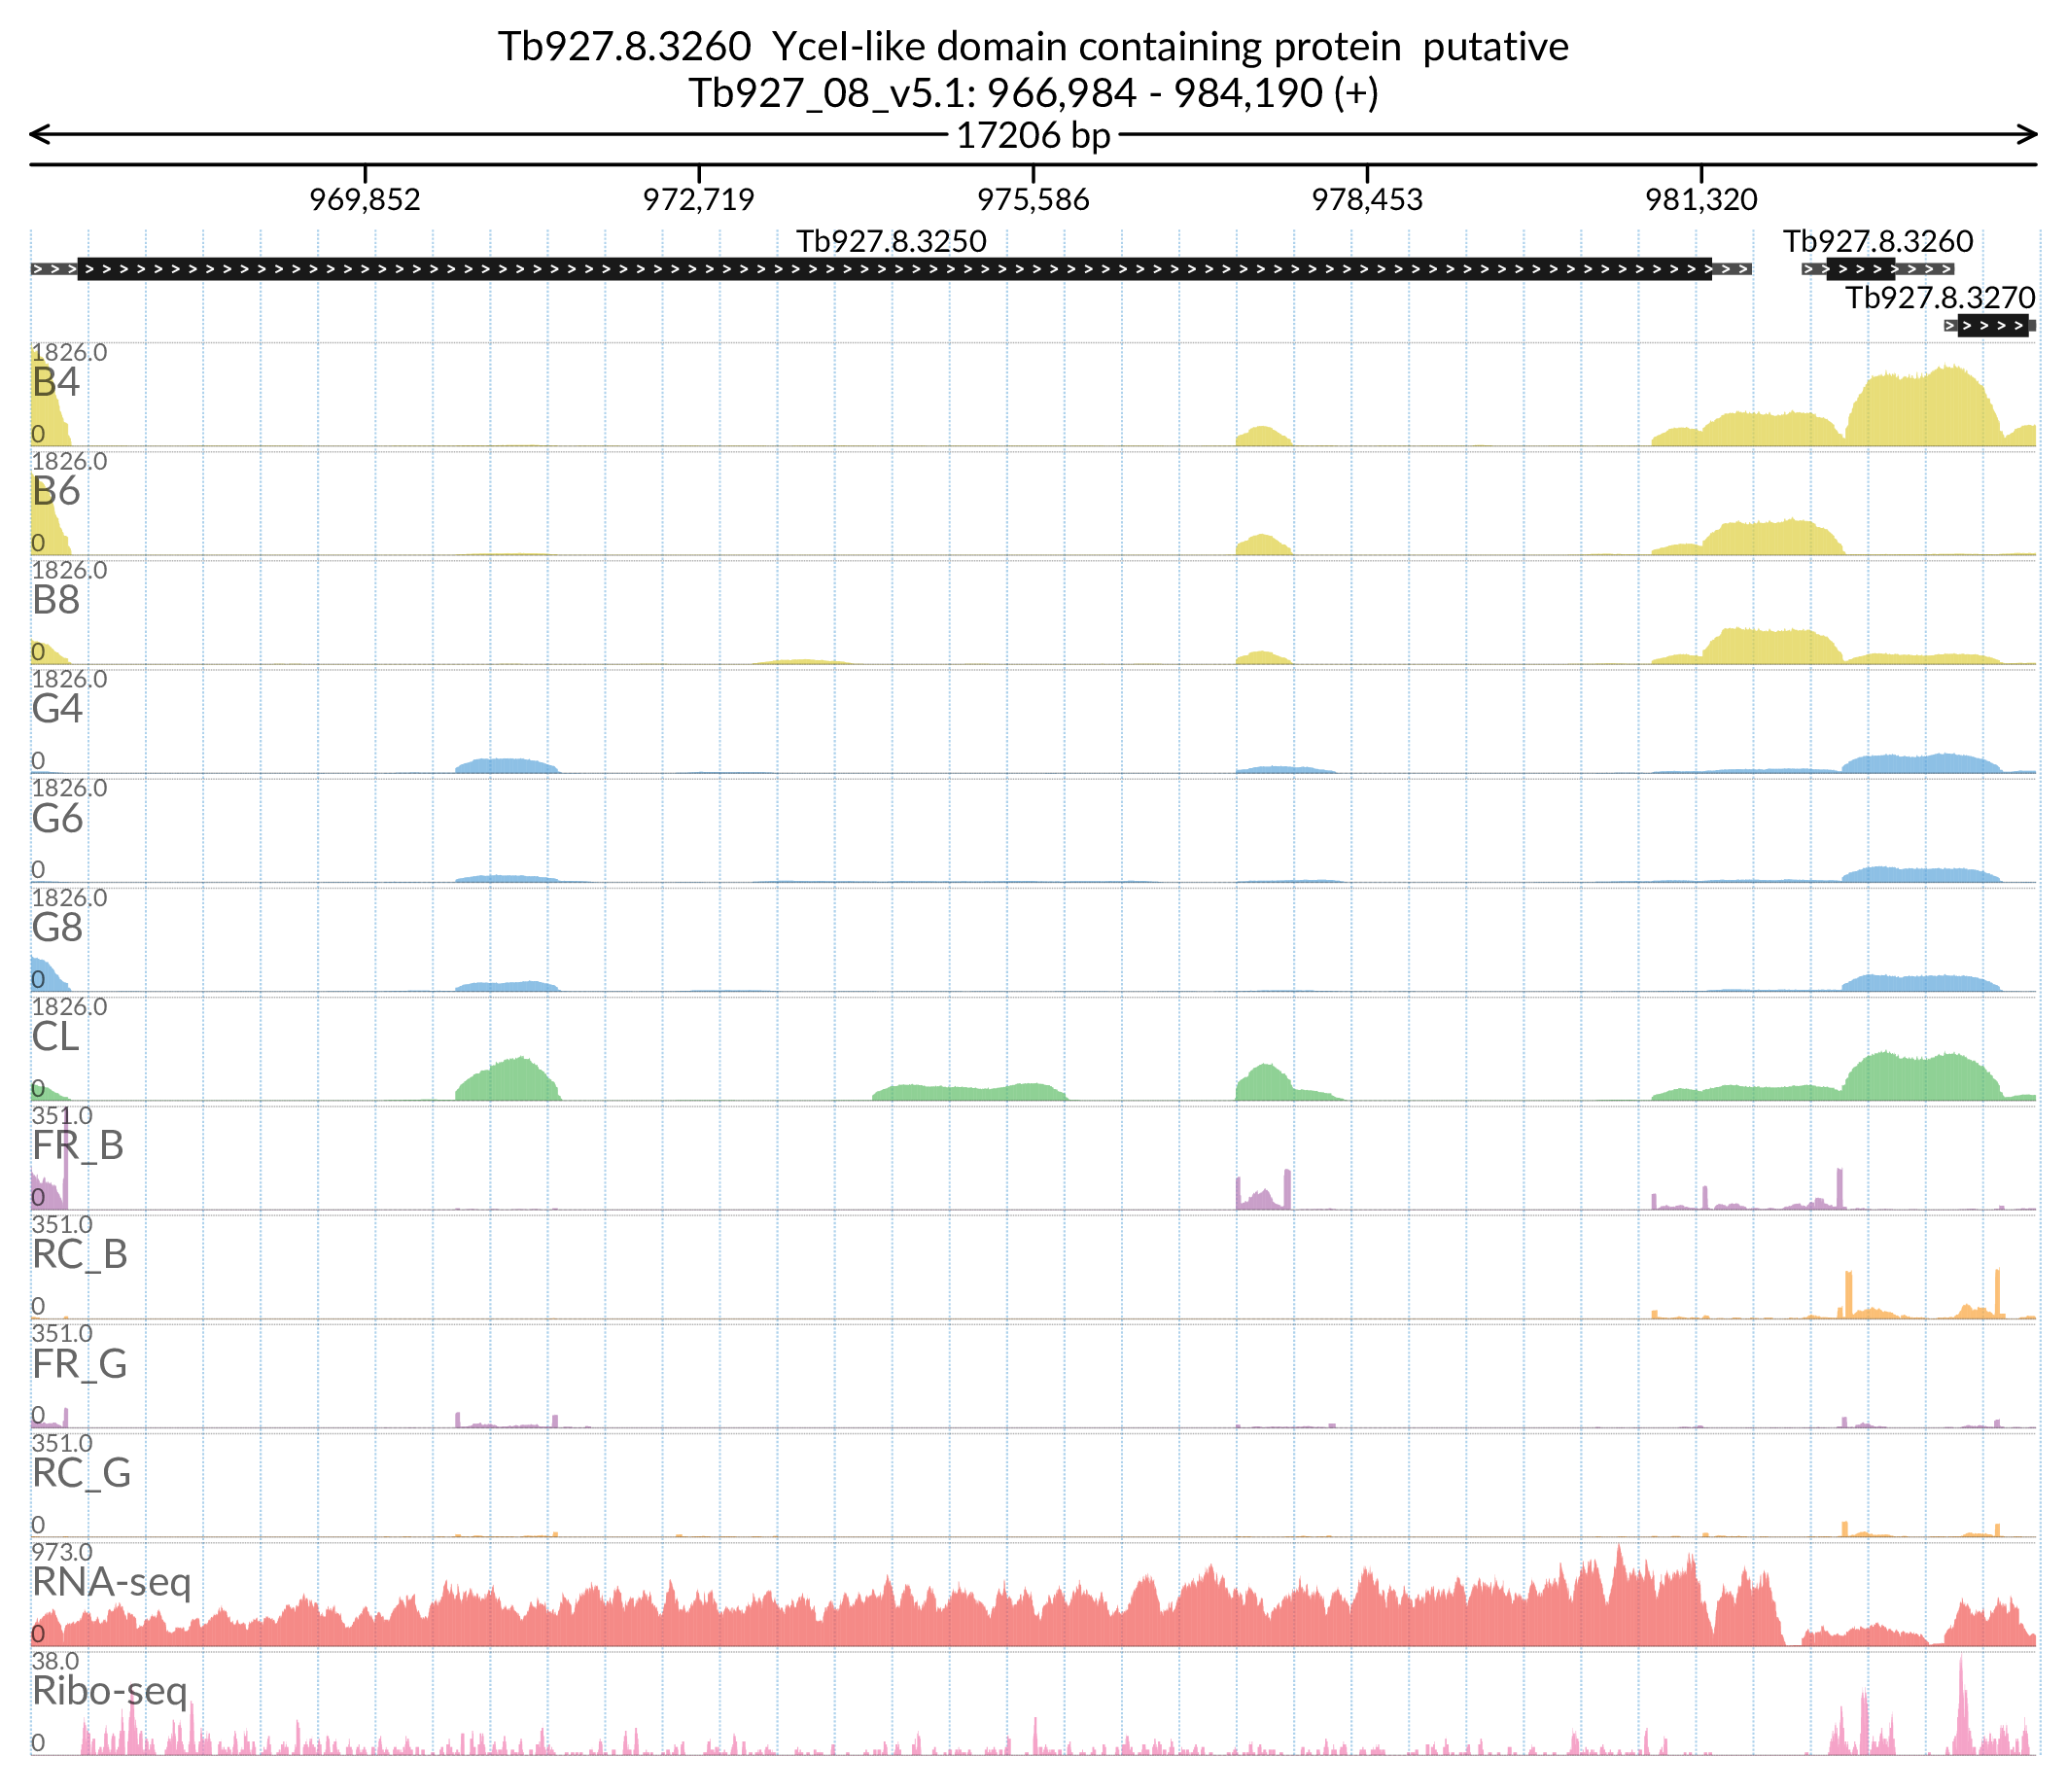 Tb927.8.3260  YceI-like domain containing protein  putative
Tb927_08_v5.1: 966,984 - 984,190 (+)
17206 bp
969,852 972,719 975,586 978,453 981,320
Tb927.8.3250 Tb927.8.3260
Tb927.8.3270
1826.0
B4
0
1826.0
B6
0
1826.0
B8
0
1826.0
G4
0
1826.0
G6
0
1826.0
G8
0
1826.0
CL
0
351.0
FR_B
0
351.0
RC_B
0
351.0
FR_G
0
351.0
RC_G
0
973.0
RNA-seq
0
38.0
Ribo-seq
0